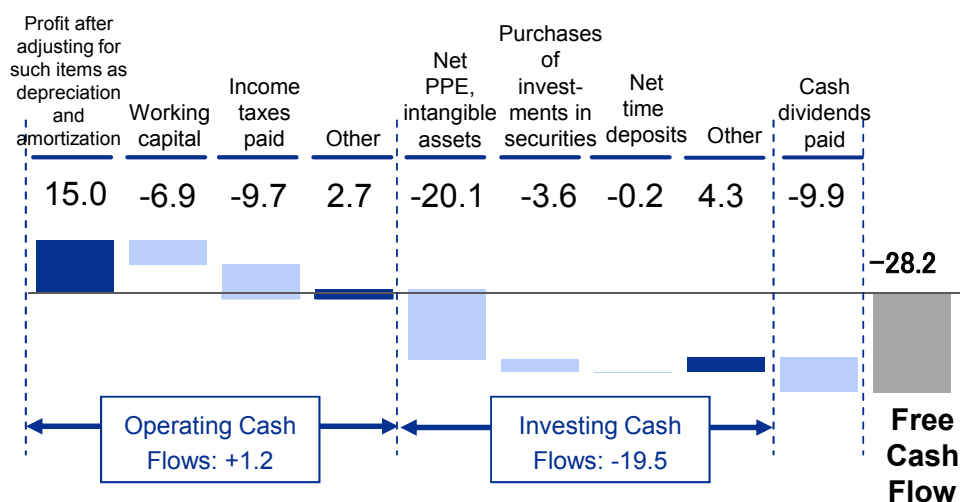 Profit after
adjusting for
such items as
depreciation
and
amortization
Working
capital
Income
taxes
paid
Other
Net
PPE,
intangible
assets
Purchases
of
invest-
ments in
securities
Net
time
deposits
Other
Cash
dividends
paid
15.0
-6.9
-9.7
2.7
-20.1
-3.6
-0.2
4.3
-9.9
−28.2
Operating Cash
Flows: +1.2
Investing Cash
Flows: -19.5
Free
Cash
Flow